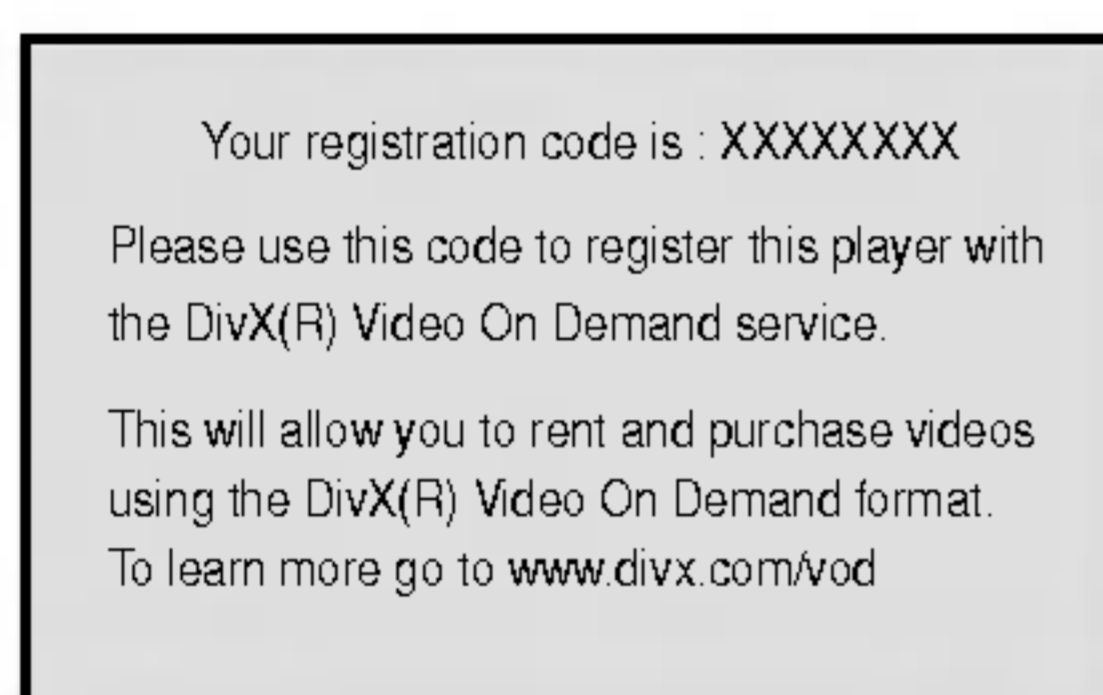 Your registration code is : XXXXXXXX
Please use this code to register this player with
the DivX(R) Video On Demand service.
This will allow you to rent and purchase videos
using the DivX(R) Video On Demand format.
To learn more go to www.divx.com/vod